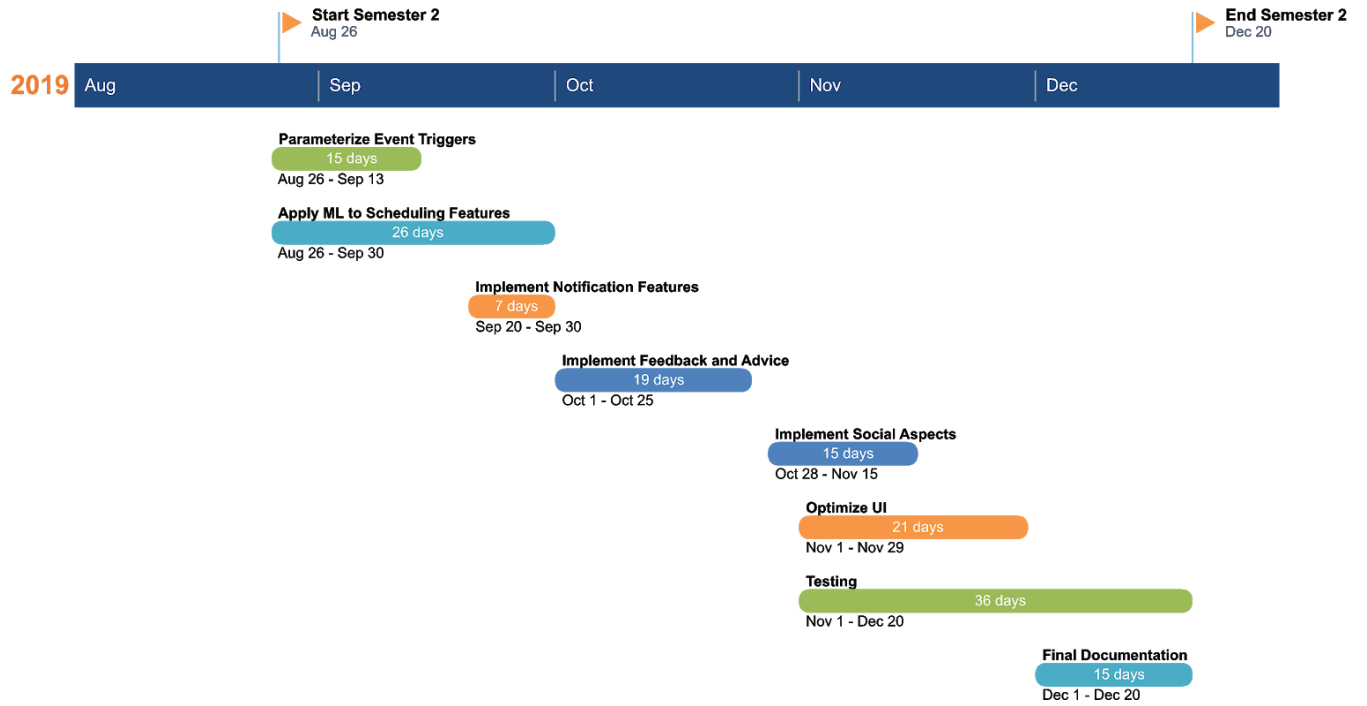 Start Semester 2
Aug 26
End Semester 2
Dec 20
2019
Aug
Sep
Oct
Nov
Dec
Parameterize Event Triggers
15 days
Aug 26 - Sep 13
Apply ML to Scheduling Features
26 days
Aug 26 - Sep 30
Implement Notification Features
7 days
Sep 20 - Sep 30
Implement Feedback and Advice
19 days
Oct 1 - Oct 25
Implement Social Aspects
15 days
Oct 28 - Nov 15
Optimize UI
21 days
Nov 1 - Nov 29
Testing
36 days
Nov 1 - Dec 20
Final Documentation
15 days
Dec 1 - Dec 20